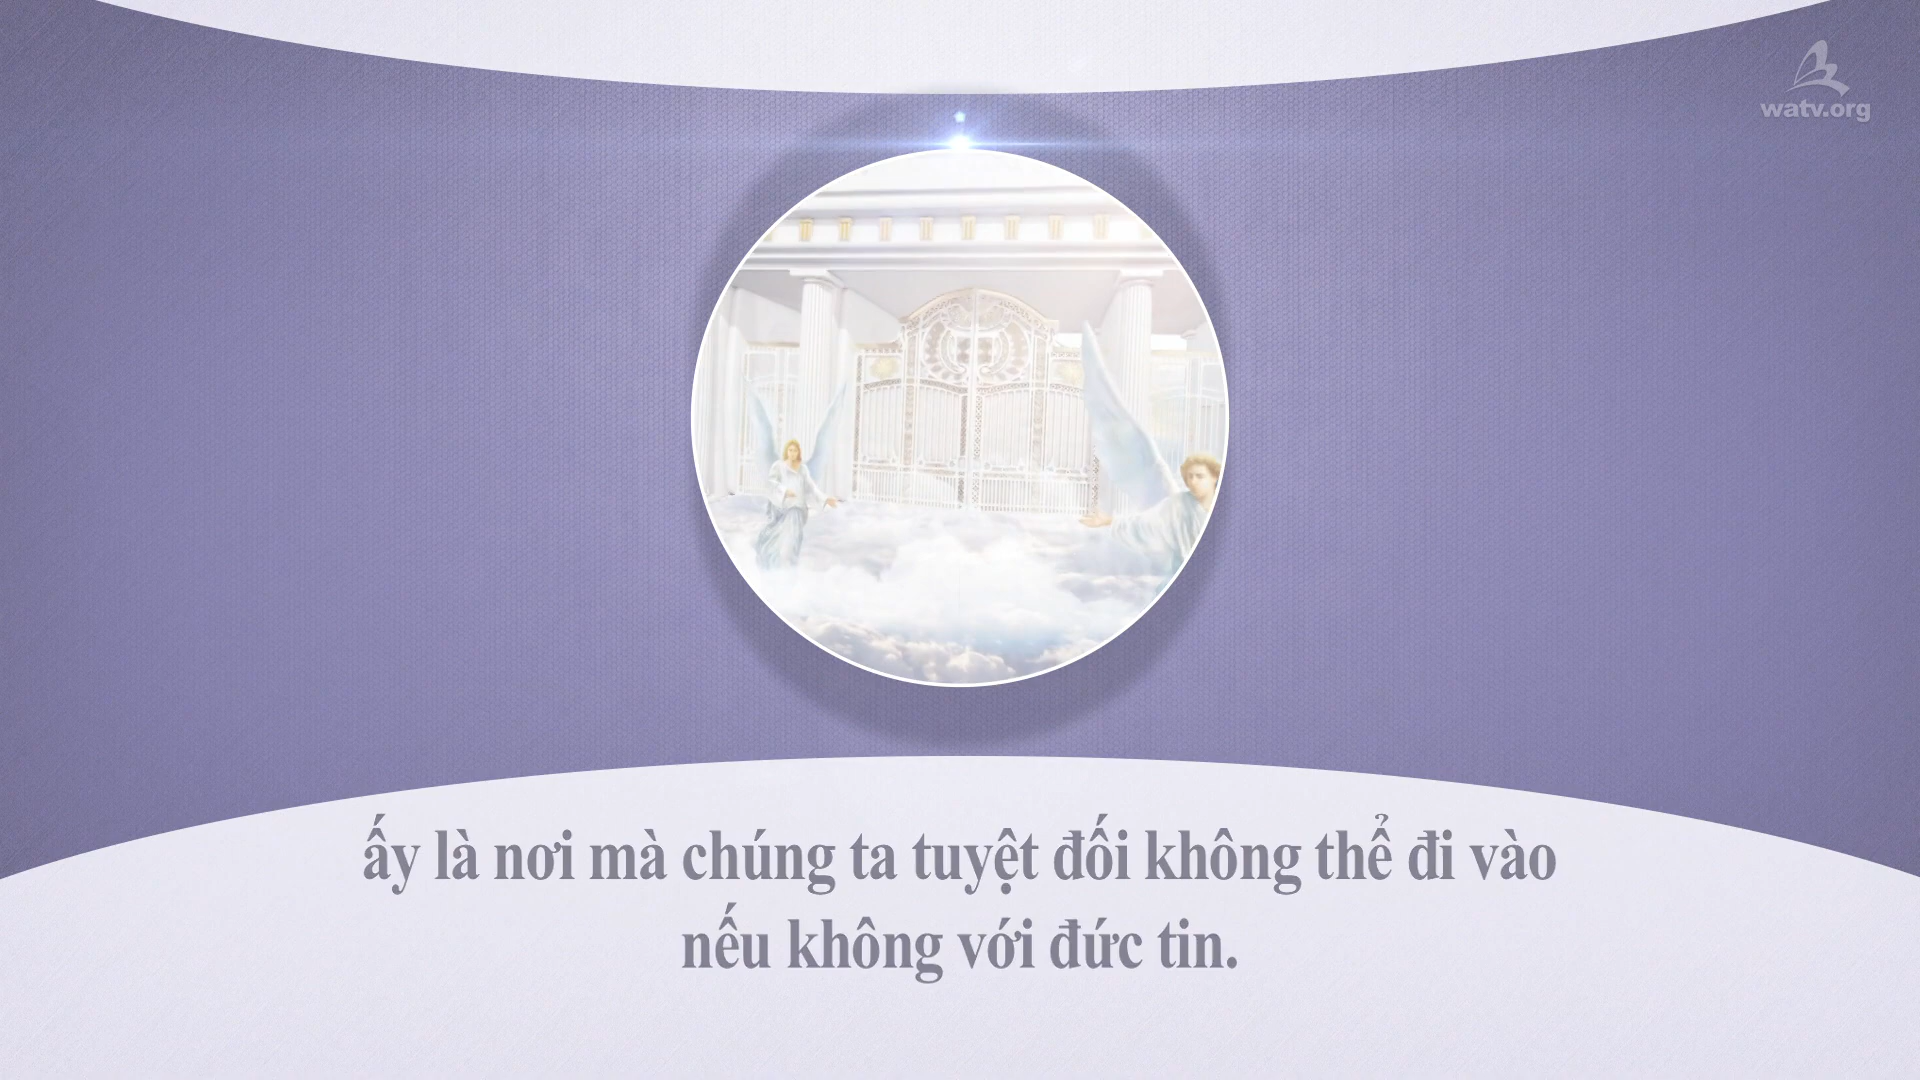 watv.org
ấy là nơi mà chúng ta tuyệt đối không thể đi vào
nếu không với đức tin.